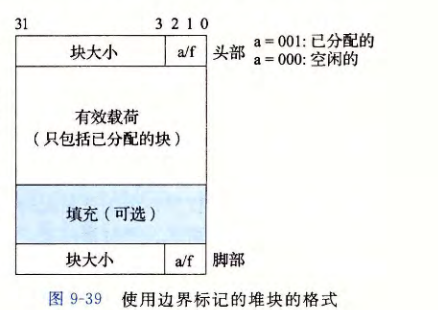 31 3 2 1 0
块大小 a/f 头部 a = 001: 已分配的
a = 000: 空闲的
有效载荷
（只包括已分配的块）
填充（可选）
块大小 a/f 脚部
图 9-39 使用边界标记的堆块的格式